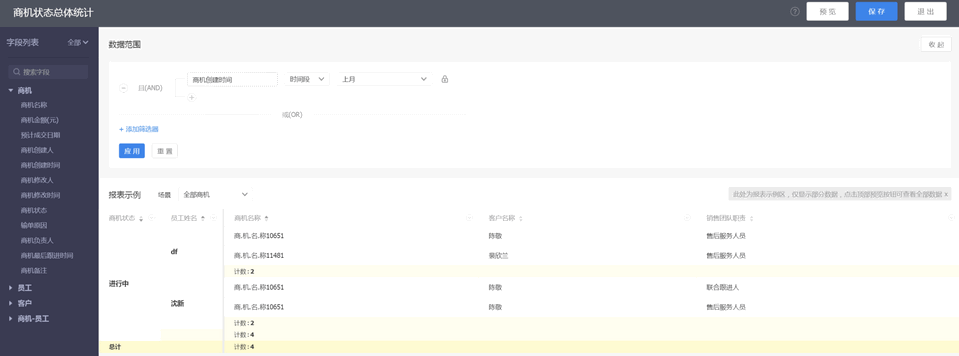 商机状态总体统计
预 览
保 存
退 出
字段列表
全部
搜索字段
商机
商机名称
商机金额(元)
预计成交日期
商机创建人
商机创建时间
商机修改人
商机修改时间
商机状态
输单原因
商机负责人
商机最后跟进时间
商机备注
员工
客户
商机-员工
数据范围
收 起
且(AND)
商机创建时间
时间段
上月
或(OR)
+ 添加筛选器
应 用
重 置
报表示例
场景
全部商机
此处为报表示例区，仅显示部分数据，点击顶部预览按钮可查看全部数据 x
商机状态 员工姓名 商机名称 客户名称 销售团队职责
商.机.名.称10651 陈敬 售后服务人员
df
商.机.名.称11481 裴欣兰 售后服务人员
计数 : 2
进行中
商.机.名.称10651 陈敬 联合跟进人
沈新
商.机.名.称10651 陈敬 售后服务人员
计数 : 2
计数 : 4
总计 计数 : 4